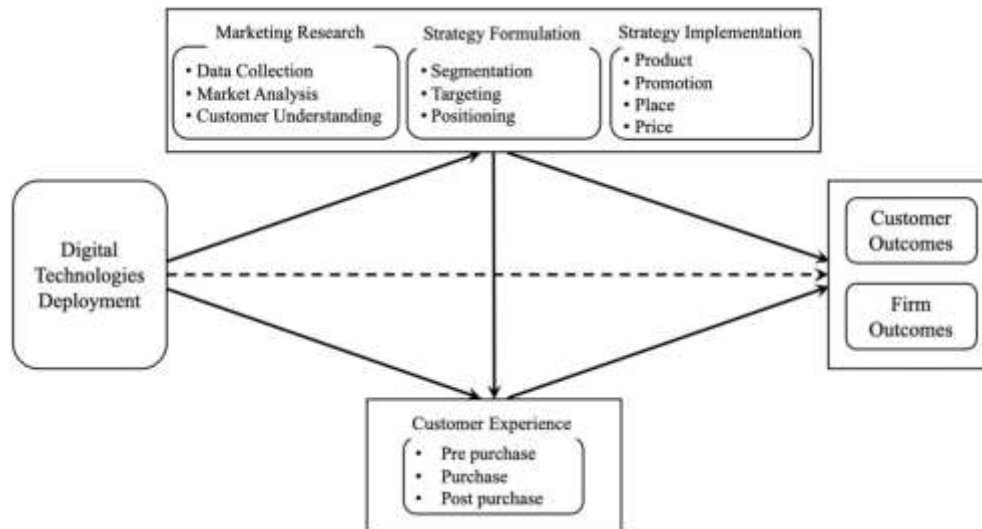 Marketing Research
• Data Collection
• Market Analysis
• Customer Understanding
Strategy Formulation
• Segmentation
• Targeting
• Positioning
Strategy Implementation
• Product
• Promotion
• Place
• Price
Digital
Technologies
Deployment
Customer
Outcomes
Firm
Outcomes
Customer Experience
• Pre purchase
• Purchase
• Post purchase